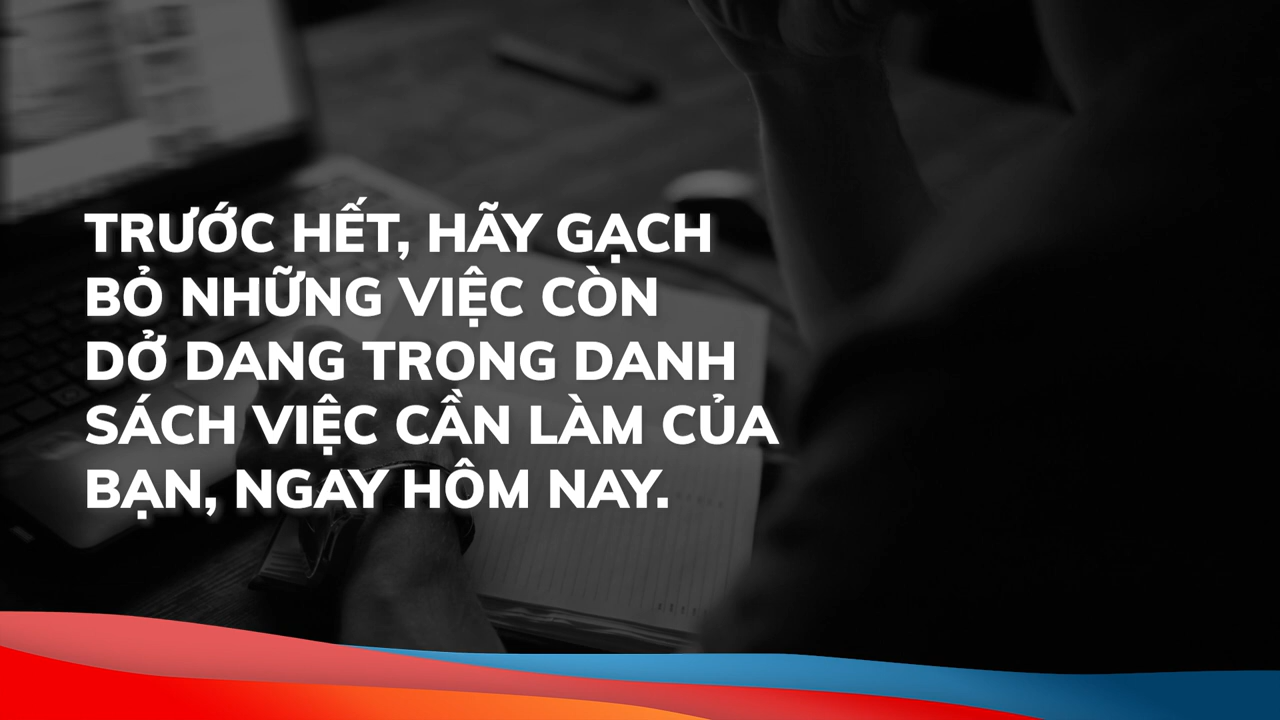 TRƯỚC HẾT, HÃY GẠCH
BỎ NHỮNG VIỆC CÒN
DỞ DANG TRONG DANH
SÁCH VIỆC CẦN LÀM CỦA
BẠN, NGAY HÔM NAY.